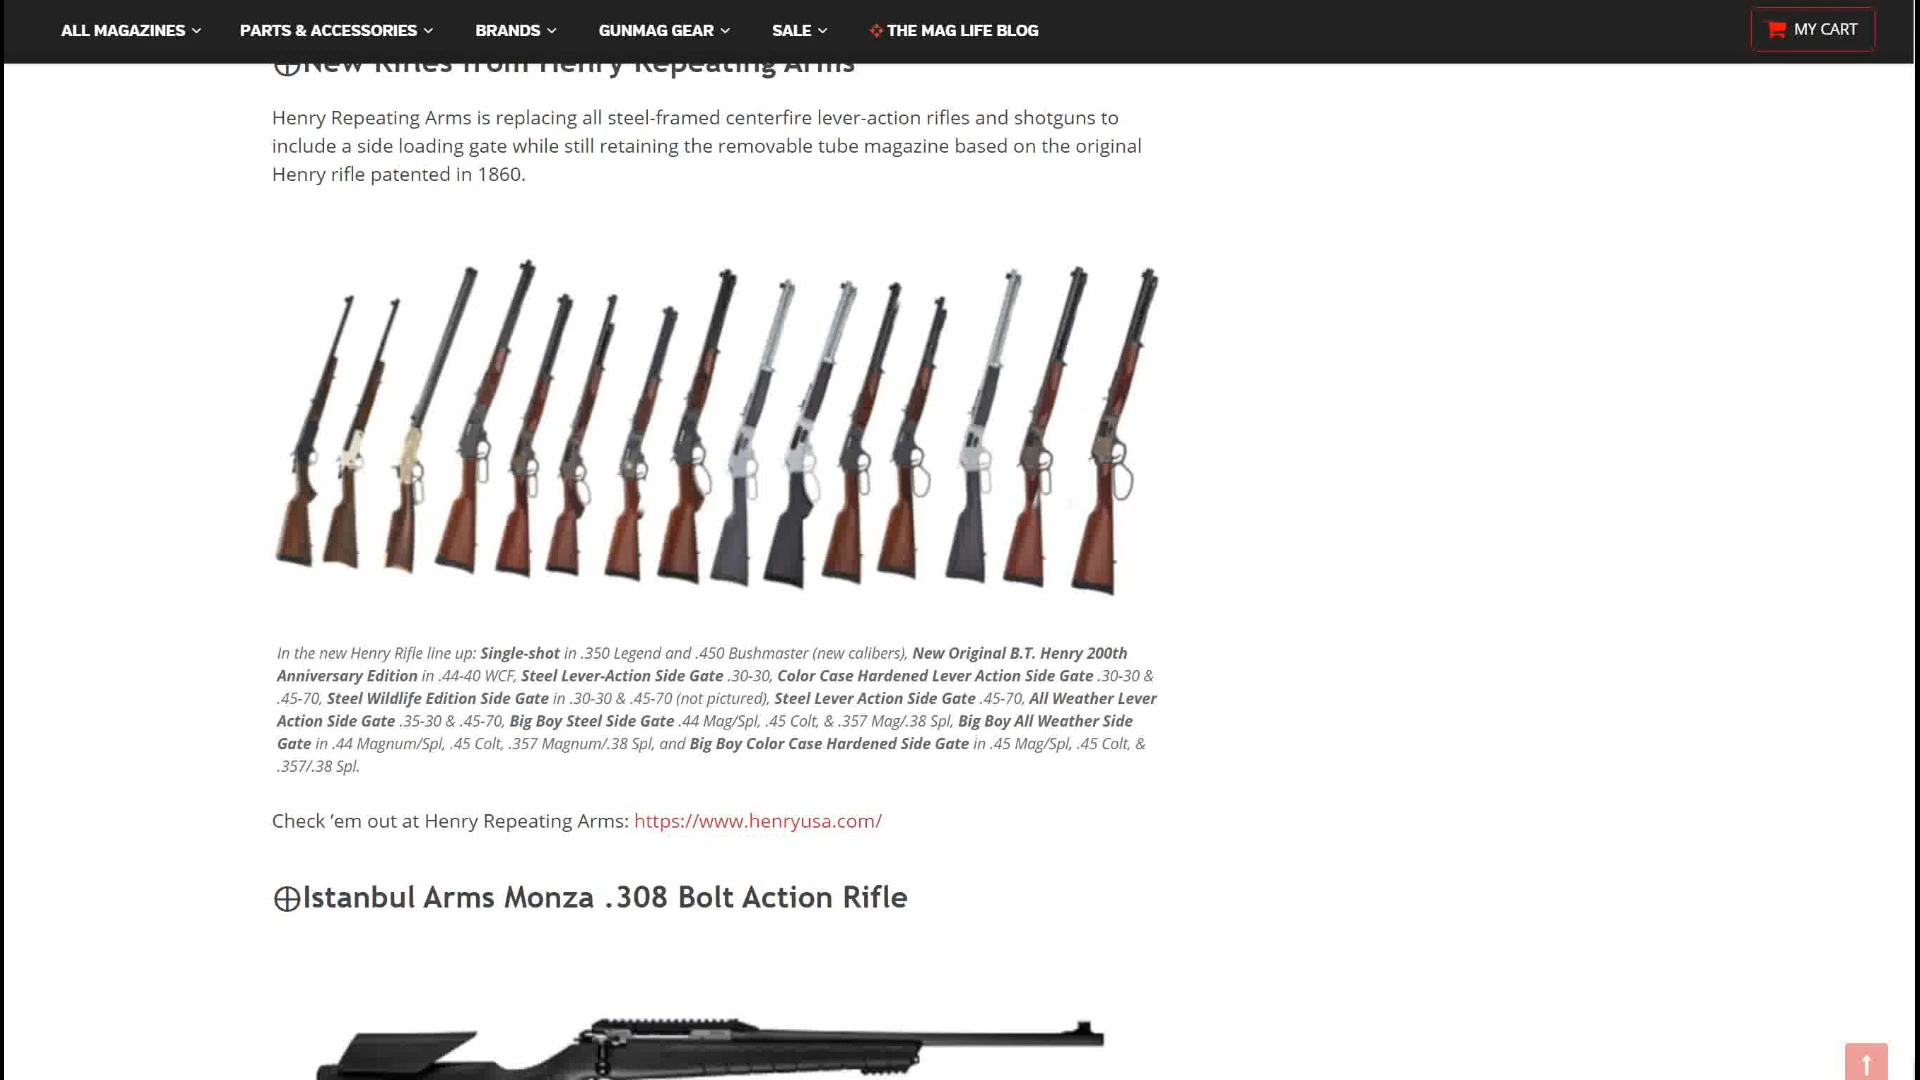 ALL MAGAZINES PARTS & ACCESSORIES BRANDS GUNMAG GEAR SALE THE MAG LIFE BLOG MY CART
New Rifles from Henry Repeating Arms
Henry Repeating Arms is replacing all steel-framed centerfire lever-action rifles and shotguns to
include a side loading gate while still retaining the removable tube magazine based on the original
Henry rifle patented in 1860.
In the new Henry Rifle line up: Single-shot in .350 Legend and .450 Bushmaster (new calibers), New Original B.T. Henry 200th
Anniversary Edition in .44-40 WCF, Steel Lever-Action Side Gate .30-30, Color Case Hardened Lever Action Side Gate .30-30 &
.45-70, Steel Wildlife Edition Side Gate in .30-30 & .45-70 (not pictured), Steel Lever Action Side Gate .45-70, All Weather Lever
Action Side Gate .35-30 & .45-70, Big Boy Steel Side Gate .44 Mag/Spl, .45 Colt, & .357 Mag/.38 Spl, Big Boy All Weather Side
Gate in .44 Magnum/Spl, .45 Colt, .357 Magnum/.38 Spl, and Big Boy Color Case Hardened Side Gate in .45 Mag/Spl, .45 Colt, &
.357/.38 Spl.
Check ’em out at Henry Repeating Arms: https://www.henryusa.com/
Istanbul Arms Monza .308 Bolt Action Rifle